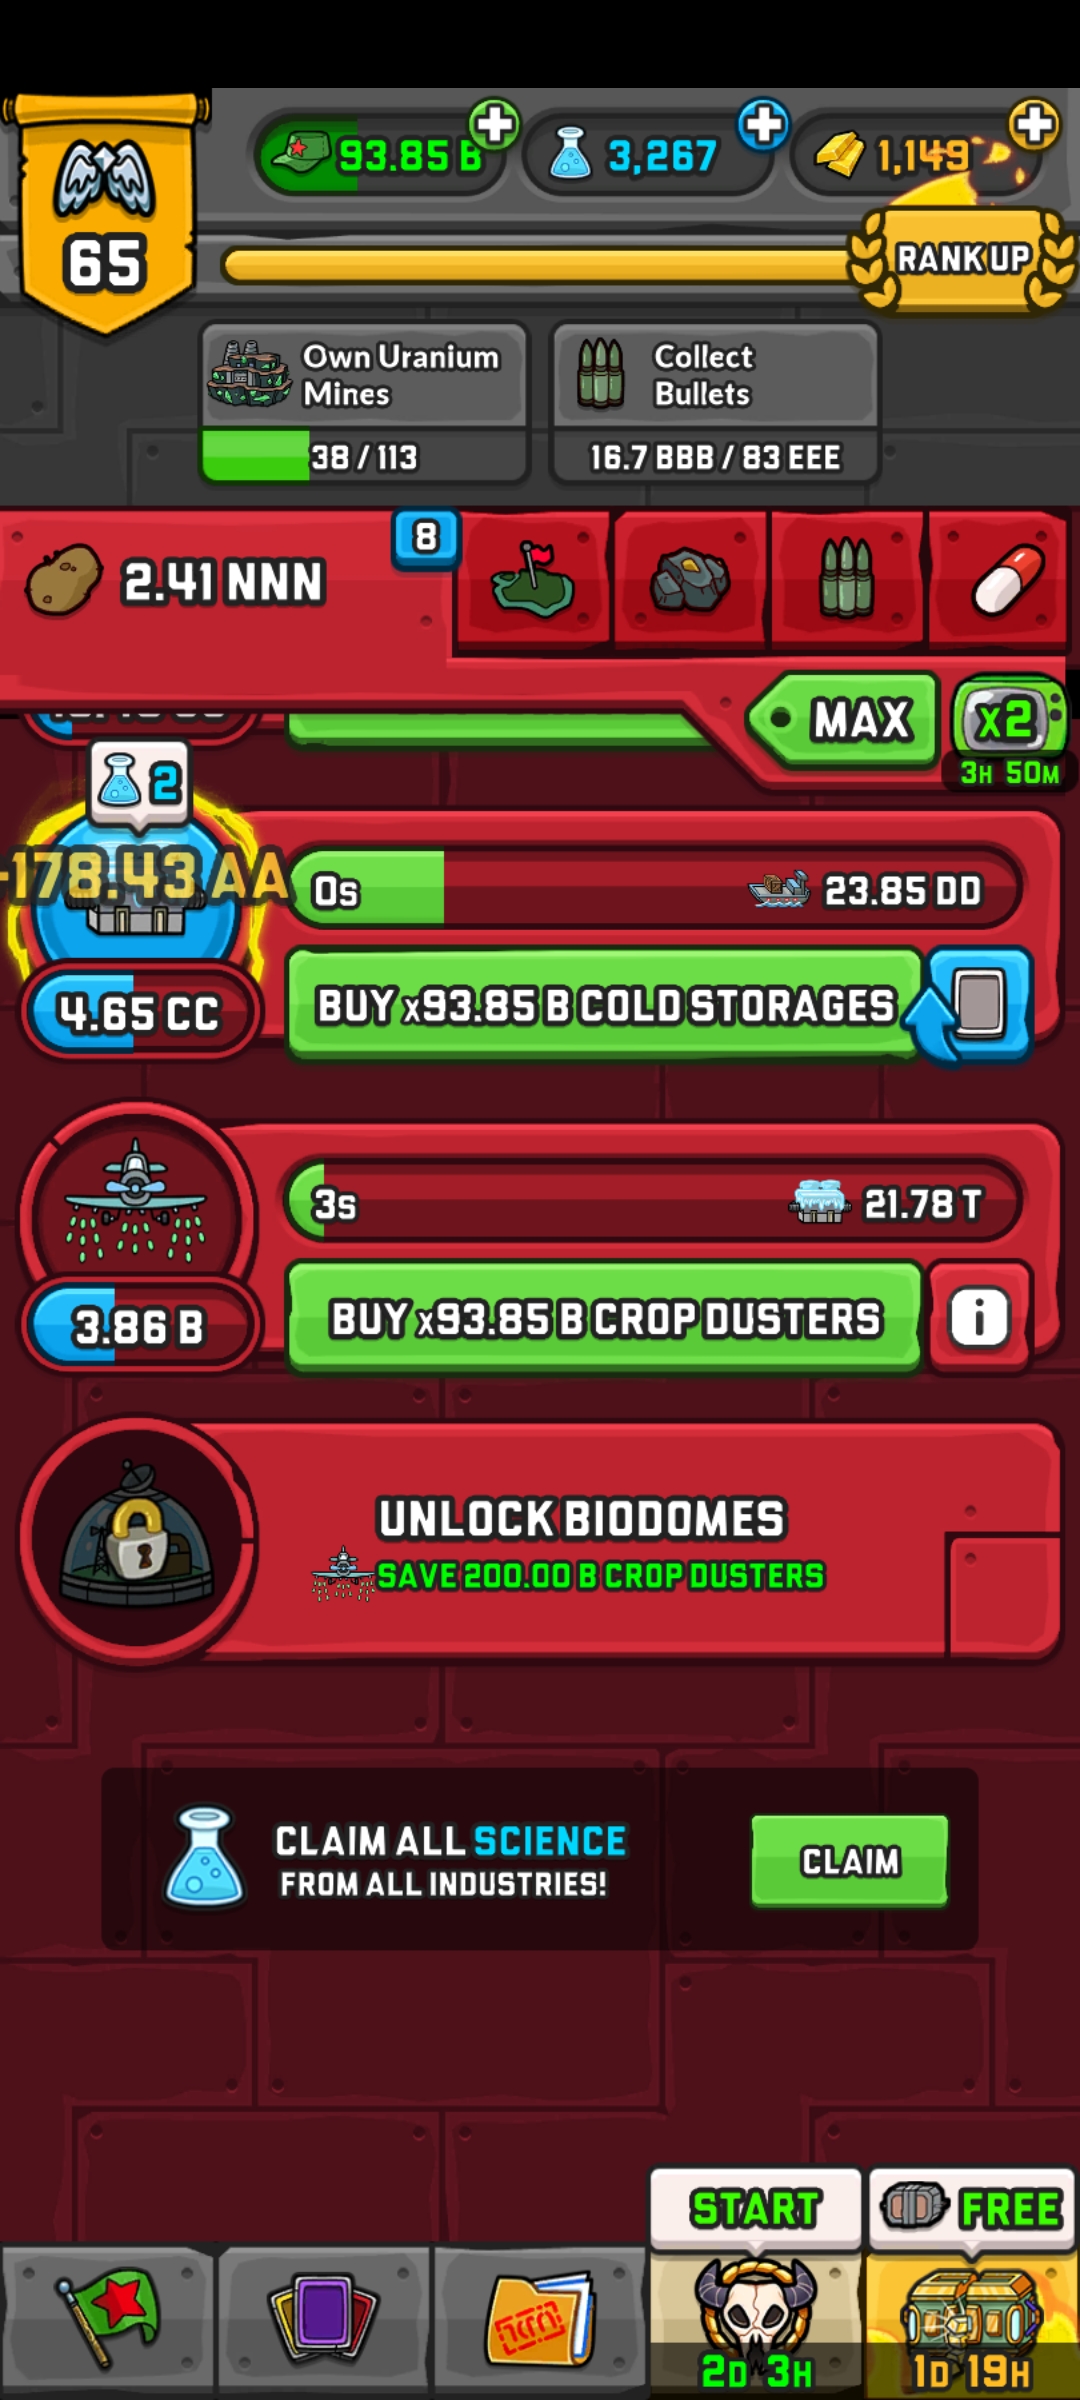 93.85 B
3,267
1,149
65
RANK UP
Own Uranium
Mines
38 / 113
Collect
Bullets
16.7 BBB / 83 EEE
2.41 NNN
8
MAX
x2
3H 50M
2
-178.43 AA
0s
23.85 DD
4.65 CC
BUY x93.85 B COLD STORAGES
3s
21.78 T
3.86 B
BUY x93.85 B CROP DUSTERS
i
UNLOCK BIODOMES
SAVE 200.00 B CROP DUSTERS
CLAIM ALL SCIENCE
FROM ALL INDUSTRIES!
CLAIM
START
FREE
2D 3H
1D 19H